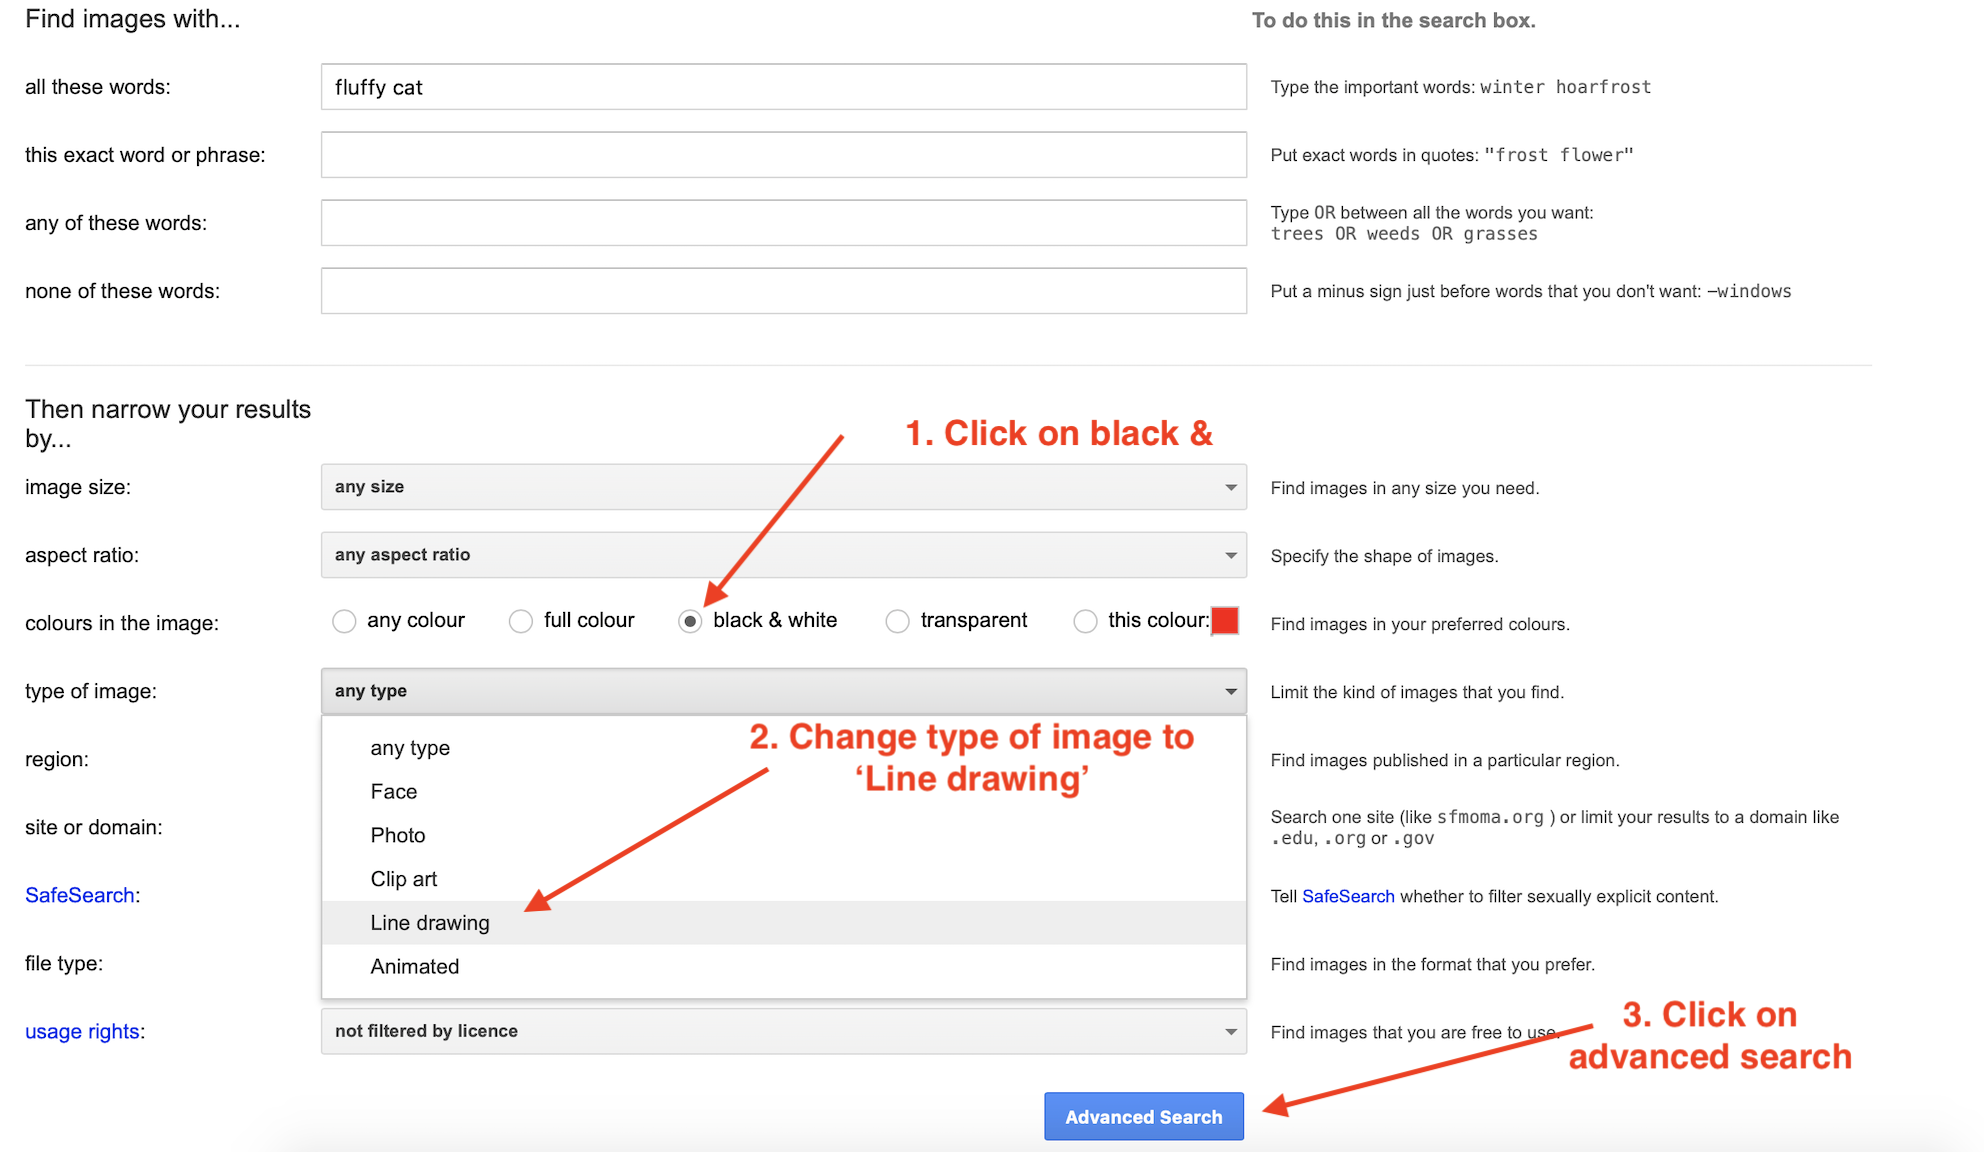 Find images with...
To do this in the search box.
all these words:
fluffy cat
Type the important words: winter hoarfrost
this exact word or phrase:
Put exact words in quotes: "frost flower"
any of these words:
Type OR between all the words you want:
trees OR weeds OR grasses
none of these words:
Put a minus sign just before words that you don't want: –windows
Then narrow your results
by...
1. Click on black &
image size:
any size
Find images in any size you need.
aspect ratio:
any aspect ratio
Specify the shape of images.
colours in the image:
any colour full colour black & white transparent this colour:
Find images in your preferred colours.
type of image:
any type
Limit the kind of images that you find.
2. Change type of image to
‘Line drawing’
any type
Face
Photo
Clip art
Line drawing
Animated
region:
Find images published in a particular region.
site or domain:
Search one site (like sfmoma.org ) or limit your results to a domain like
.edu, .org or .gov
SafeSearch:
Tell SafeSearch whether to filter sexually explicit content.
file type:
Find images in the format that you prefer.
usage rights:
not filtered by licence
Find images that you are free to use.
3. Click on
advanced search
Advanced Search